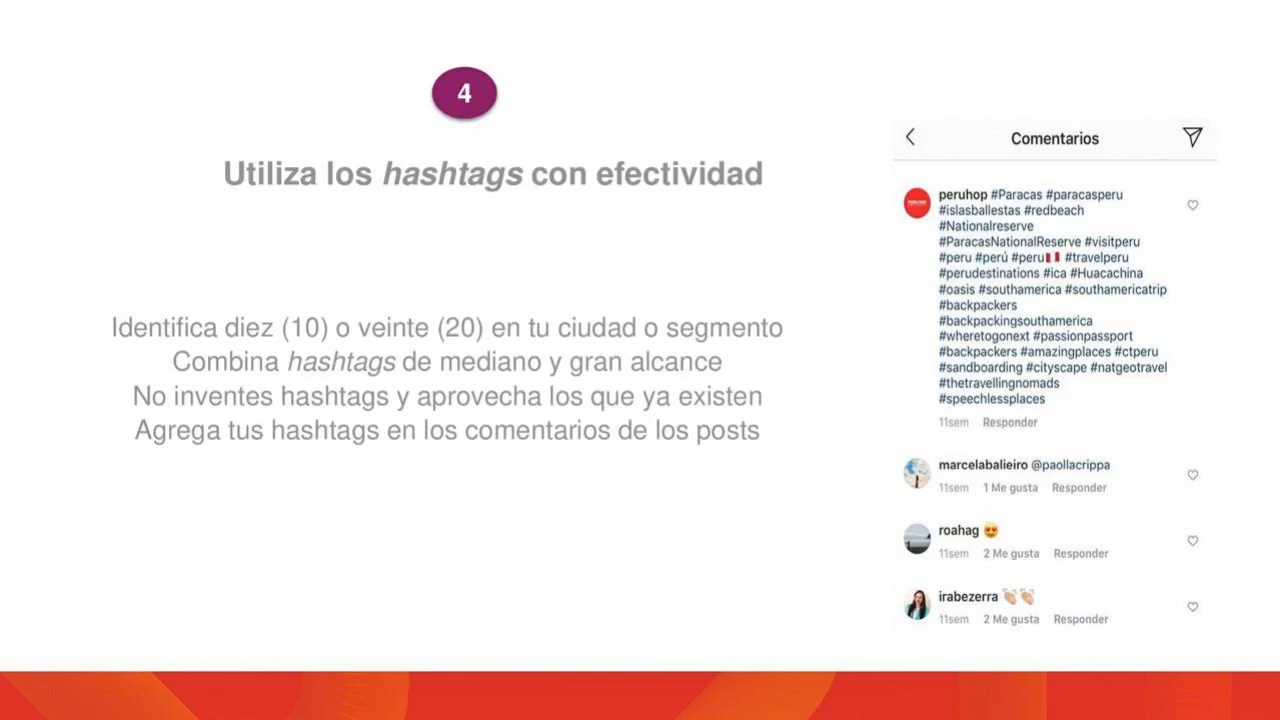 4
Utiliza los hashtags con efectividad
Identifica diez (10) o veinte (20) en tu ciudad o segmento
Combina hashtags de mediano y gran alcance
No inventes hashtags y aprovecha los que ya existen
Agrega tus hashtags en los comentarios de los posts
Comentarios
peruhop #Paracas #paracasperu
#islasballestas #redbeach
#Nationalreserve
#ParacasNationalReserve #visitperu
#peru #perú #peru🇵🇪 #travelperu
#perudestinations #ica #Huacachina
#oasis #southamerica #southamericatrip
#backpackers
#backpackingsouthamerica
#wheretogonext #passionpassport
#backpackers #amazingplaces #ctperu
#sandboarding #cityscape #natgeotravel
#thetravellingnomads
#speechlessplaces
11sem Responder
marcelabalieiro @paollacrippa
11sem 1 Me gusta Responder
roahag 😍
11sem 2 Me gusta Responder
irabezerra 👏🏼👏🏼
11sem 2 Me gusta Responder